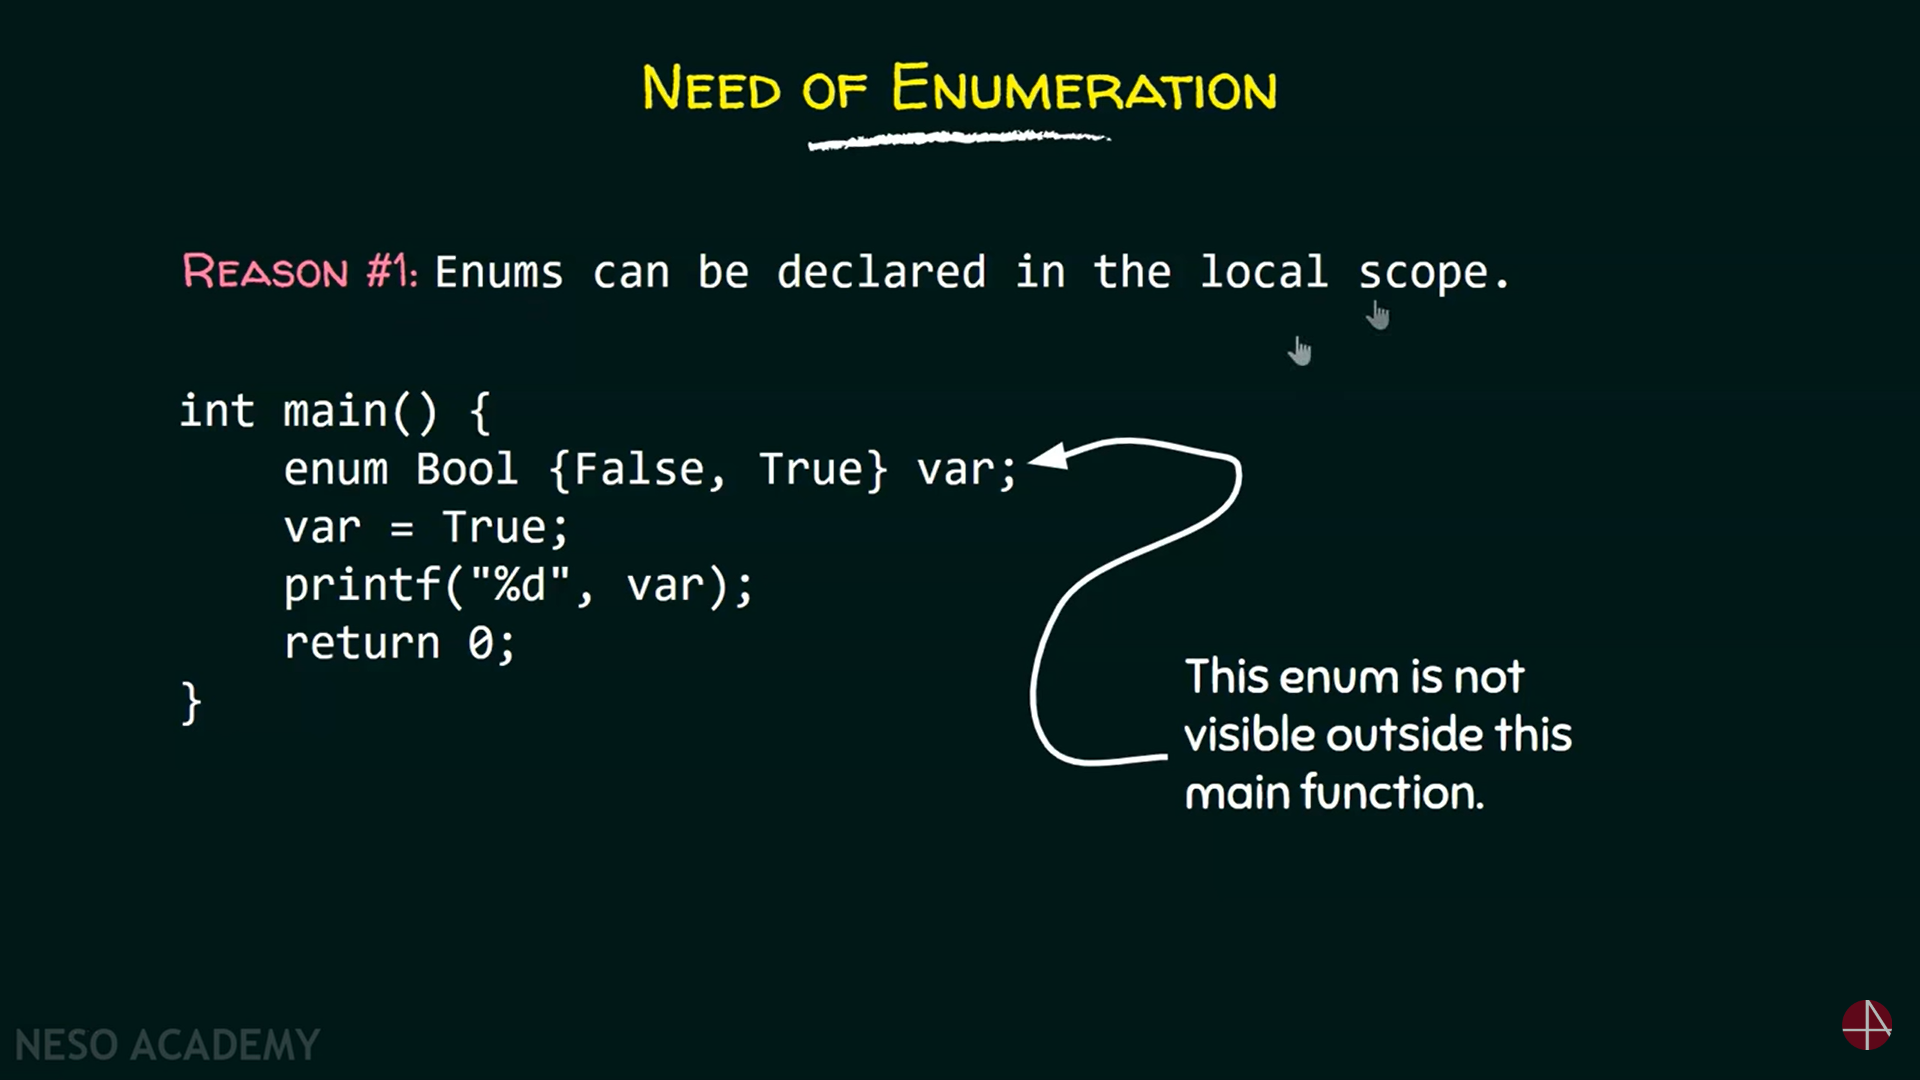 NEED OF ENUMERATION
REASON #1: Enums can be declared in the local scope.
int main() {
    enum Bool {False, True} var;
    var = True;
    printf("%d", var);
    return 0;
}
This enum is not
visible outside this
main function.
NESO ACADEMY